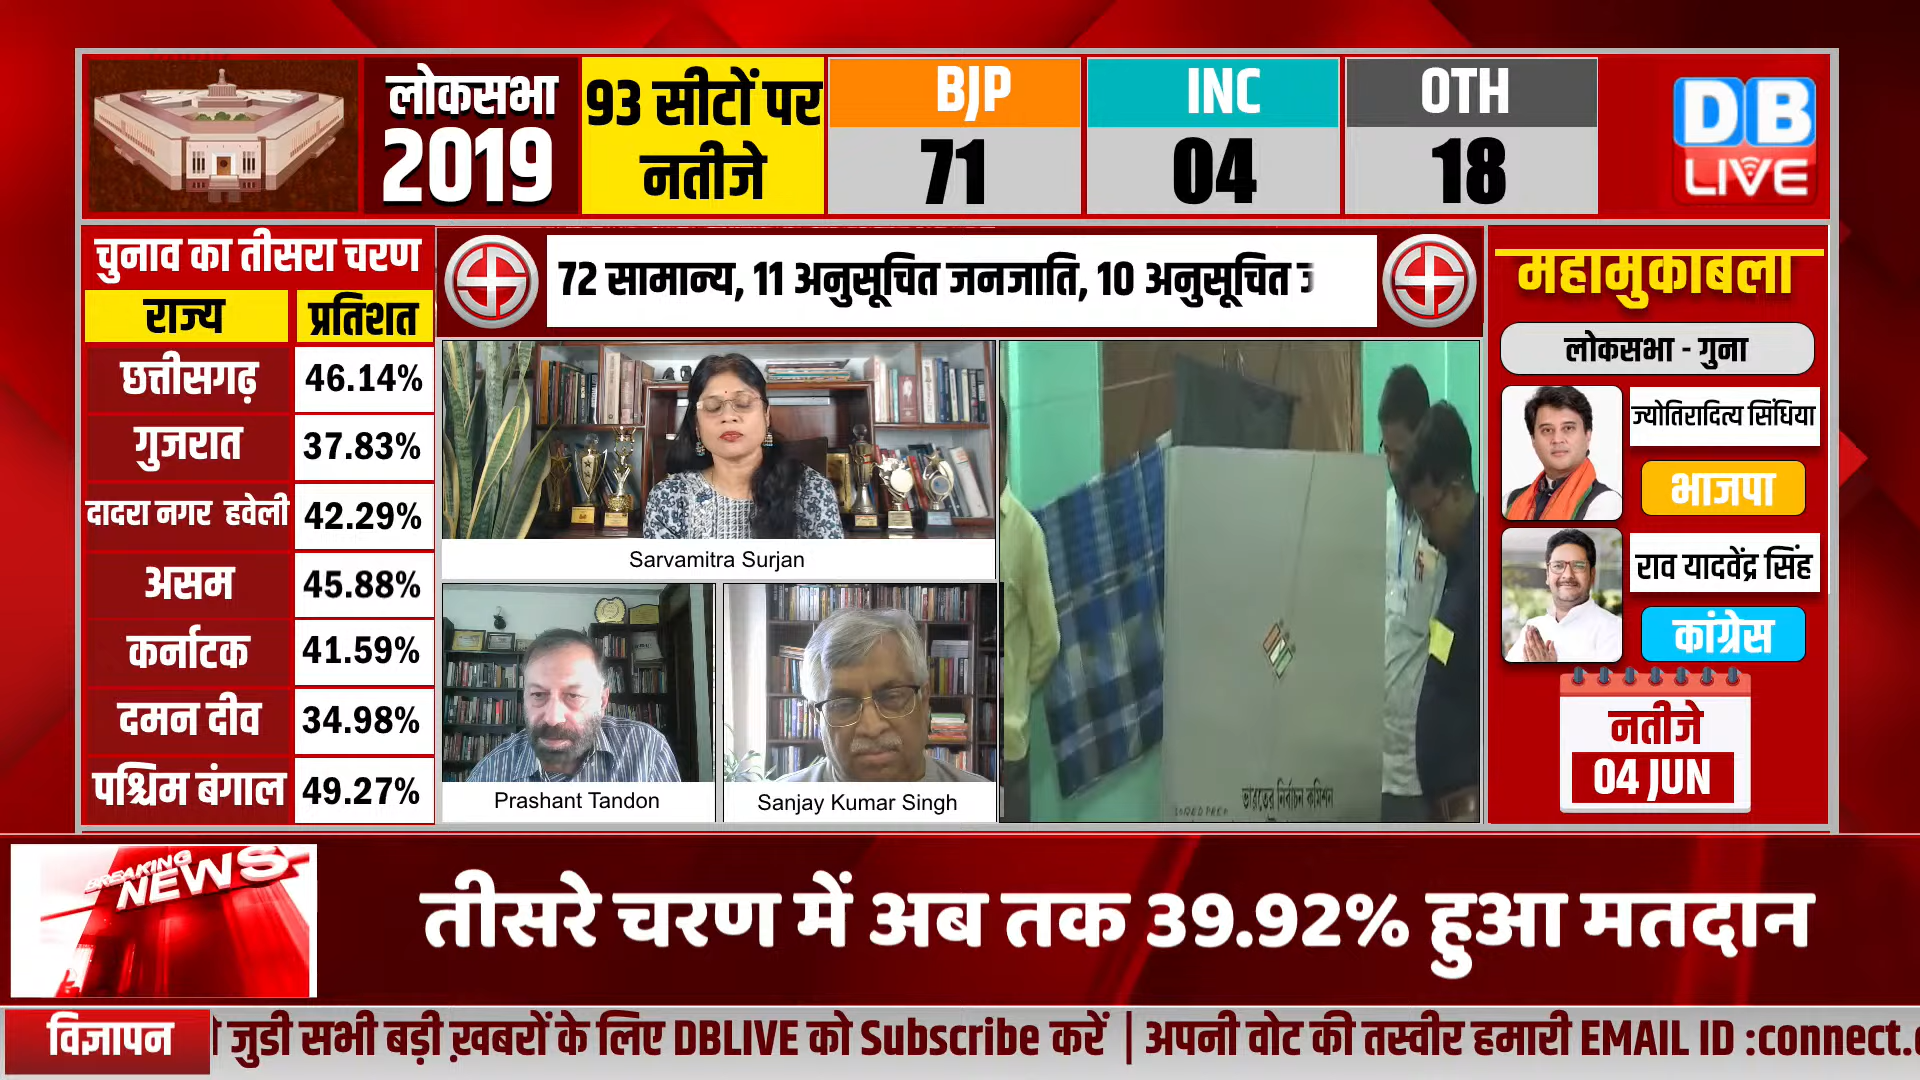 लोकसभा
2019
93 सीटों पर
नतीजे
BJP
71
INC
04
OTH
18
DB
LIVE
चुनाव का तीसरा चरण
राज्य
प्रतिशत
छत्तीसगढ़
46.14%
गुजरात
37.83%
दादरा नगर हवेली
42.29%
असम
45.88%
कर्नाटक
41.59%
दमन दीव
34.98%
पश्चिम बंगाल
49.27%
72 सामान्य, 11 अनुसूचित जनजाति, 10 अनुसूचित
Sarvamitra Surjan
Prashant Tandon
Sanjay Kumar Singh
ভারতের নির্বাচন কমিশন
महामुकाबला
लोकसभा - गुना
ज्योतिरादित्य सिंधिया
भाजपा
राव यादवेंद्र सिंह
कांग्रेस
नतीजे
04 JUN
BREAKING
NEWS
तीसरे चरण में अब तक 39.92% हुआ मतदान
विज्ञापन
जुडी सभी बड़ी ख़बरों के लिए DBLIVE को Subscribe करें | अपनी वोट की तस्वीर हमारी EMAIL ID :connect.